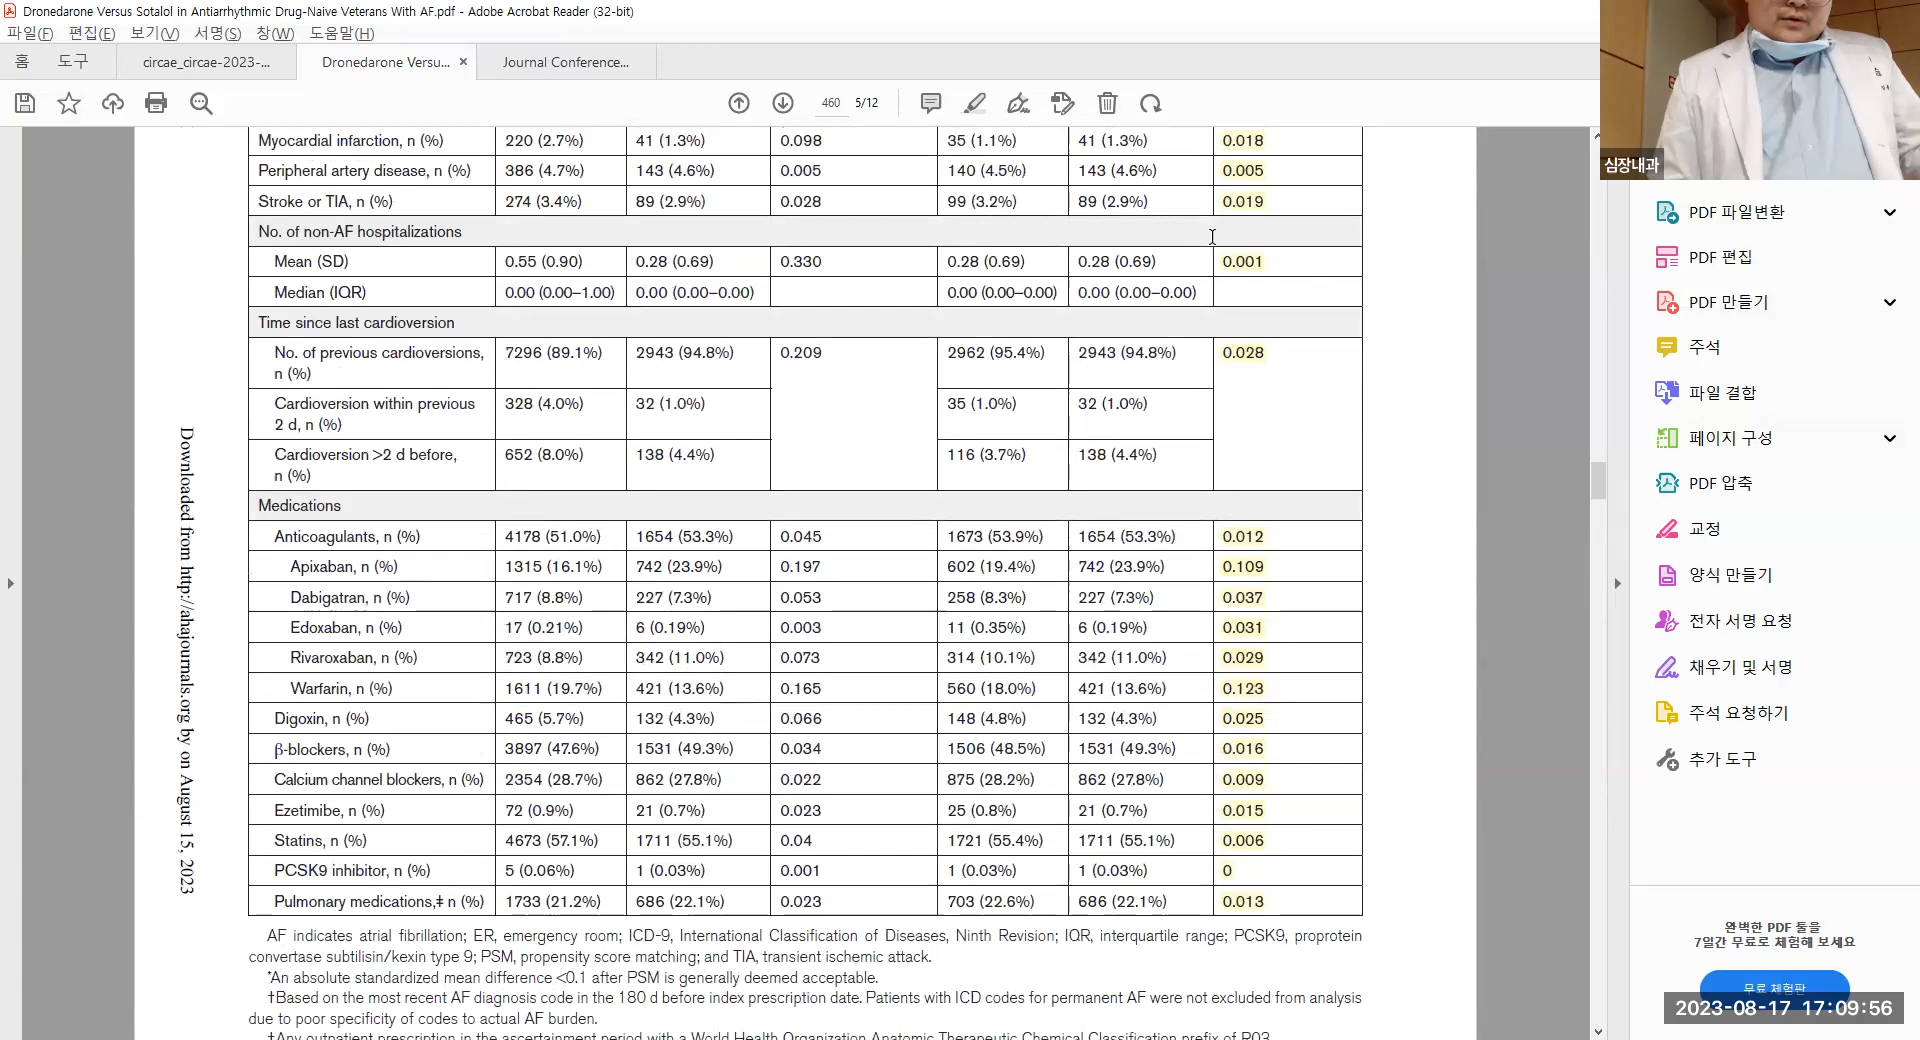 Dronedarone Versus Sotalol in Antiarrhythmic Drug-Naive Veterans With AF.pdf - Adobe Acrobat Reader (32-bit)
파일(F) 편집(E) 보기(V) 서명(S) 창(W) 도움말(H)
홈 도구 circae_circae-2023-... Dronedarone Versu... × Journal Conference...
460 5/12
Myocardial infarction, n (%) 220 (2.7%) 41 (1.3%) 0.098 35 (1.1%) 41 (1.3%) 0.018
Peripheral artery disease, n (%) 386 (4.7%) 143 (4.6%) 0.005 140 (4.5%) 143 (4.6%) 0.005
Stroke or TIA, n (%) 274 (3.4%) 89 (2.9%) 0.028 99 (3.2%) 89 (2.9%) 0.019
No. of non-AF hospitalizations
Mean (SD) 0.55 (0.90) 0.28 (0.69) 0.330 0.28 (0.69) 0.28 (0.69) 0.001
Median (IQR) 0.00 (0.00–1.00) 0.00 (0.00–0.00) 0.00 (0.00–0.00) 0.00 (0.00–0.00)
Time since last cardioversion
No. of previous cardioversions, 7296 (89.1%) 2943 (94.8%) 0.209 2962 (95.4%) 2943 (94.8%) 0.028
n (%)
Cardioversion within previous 328 (4.0%) 32 (1.0%) 35 (1.0%) 32 (1.0%)
2 d, n (%)
Cardioversion >2 d before, 652 (8.0%) 138 (4.4%) 116 (3.7%) 138 (4.4%)
n (%)
Medications
Anticoagulants, n (%) 4178 (51.0%) 1654 (53.3%) 0.045 1673 (53.9%) 1654 (53.3%) 0.012
Apixaban, n (%) 1315 (16.1%) 742 (23.9%) 0.197 602 (19.4%) 742 (23.9%) 0.109
Dabigatran, n (%) 717 (8.8%) 227 (7.3%) 0.053 258 (8.3%) 227 (7.3%) 0.037
Edoxaban, n (%) 17 (0.21%) 6 (0.19%) 0.003 11 (0.35%) 6 (0.19%) 0.031
Rivaroxaban, n (%) 723 (8.8%) 342 (11.0%) 0.073 314 (10.1%) 342 (11.0%) 0.029
Warfarin, n (%) 1611 (19.7%) 421 (13.6%) 0.165 560 (18.0%) 421 (13.6%) 0.123
Digoxin, n (%) 465 (5.7%) 132 (4.3%) 0.066 148 (4.8%) 132 (4.3%) 0.025
β-blockers, n (%) 3897 (47.6%) 1531 (49.3%) 0.034 1506 (48.5%) 1531 (49.3%) 0.016
Calcium channel blockers, n (%) 2354 (28.7%) 862 (27.8%) 0.022 875 (28.2%) 862 (27.8%) 0.009
Ezetimibe, n (%) 72 (0.9%) 21 (0.7%) 0.023 25 (0.8%) 21 (0.7%) 0.015
Statins, n (%) 4673 (57.1%) 1711 (55.1%) 0.04 1721 (55.4%) 1711 (55.1%) 0.006
PCSK9 inhibitor, n (%) 5 (0.06%) 1 (0.03%) 0.001 1 (0.03%) 1 (0.03%) 0
Pulmonary medications,‡ n (%) 1733 (21.2%) 686 (22.1%) 0.023 703 (22.6%) 686 (22.1%) 0.013
AF indicates atrial fibrillation; ER, emergency room; ICD-9, International Classification of Diseases, Ninth Revision; IQR, interquartile range; PCSK9, proprotein
convertase subtilisin/kexin type 9; PSM, propensity score matching; and TIA, transient ischemic attack.
*An absolute standardized mean difference <0.1 after PSM is generally deemed acceptable.
†Based on the most recent AF diagnosis code in the 180 d before index prescription date. Patients with ICD codes for permanent AF were not excluded from analysis
due to poor specificity of codes to actual AF burden.
‡Any outpatient prescription in the ascertainment period with a World Health Organization Anatomic Therapeutic Chemical Classification prefix of R03.
Downloaded from http://ahajournals.org by on August 15, 2023
심장내과
PDF 파일변환
PDF 편집
PDF 만들기
주석
파일 결합
페이지 구성
PDF 압축
교정
양식 만들기
전자 서명 요청
채우기 및 서명
주석 요청하기
추가 도구
완벽한 PDF 툴을
7일간 무료로 체험해 보세요
무료 체험판
2023-08-17 17:09:56